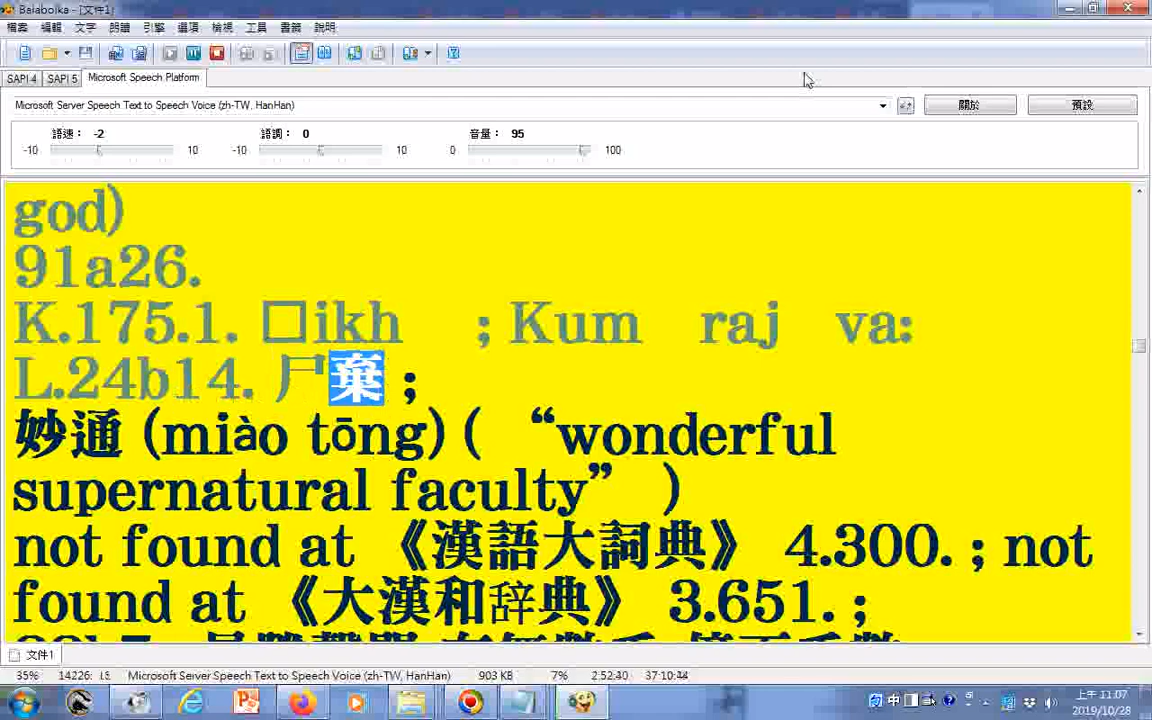 Balabolka - [文件1]
檔案 編輯 文字 朗讀 引擎 選項 檢視 工具 書籤 說明
SAPI 4 SAPI 5 Microsoft Speech Platform
Microsoft Server Speech Text to Speech Voice (zh-TW, HanHan) 關於 預設
語速： -2 語調： 0 音量： 95
-10 10 -10 10 0 100
god)
91a26.
K.175.1. □ikh ; Kum raj va:
L.24b14. 尸棄 ;
妙通 (miào tōng) ( “wonderful
supernatural faculty” )
not found at 《漢語大詞典》 4.300. ; not
found at 《大漢和辞典》 3.651. ;
文件1
35% 14226: Microsoft Server Speech Text to Speech Voice (zh-TW, HanHan) 903 KB 7% 2:52:40 37:10:44
中
上午 11:07
2019/10/28